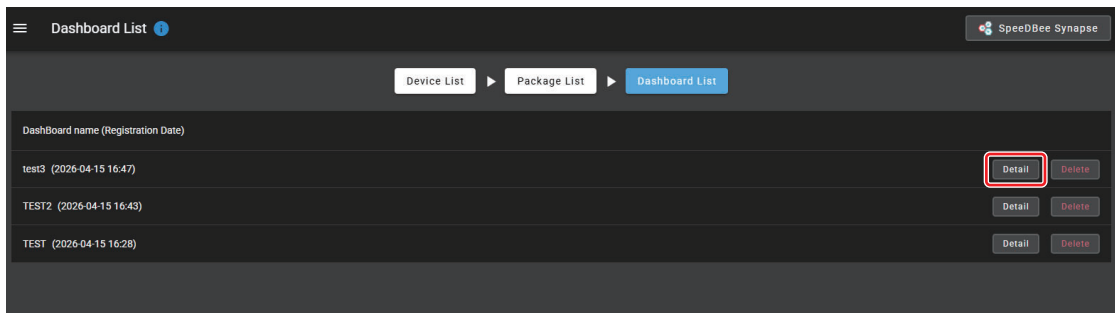 Dashboard List
SpeeDBee Synapse
Device List
Package List
Dashboard List
DashBoard name (Registration Date)
test3 (2026-04-15 16:47)
Detail
Delete
TEST2 (2026-04-15 16:43)
Detail
Delete
TEST (2026-04-15 16:28)
Detail
Delete